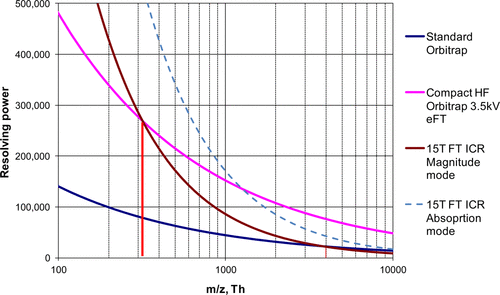 500,000
400,000
300,000
200,000
100,000
0
Resolving power
100
1000
10000
m/z, Th
Standard
Orbitrap
Compact HF
Orbitrap 3.5kV
eFT
15T FT ICR
Magnitude
mode
15T FT ICR
Absoprtion
mode